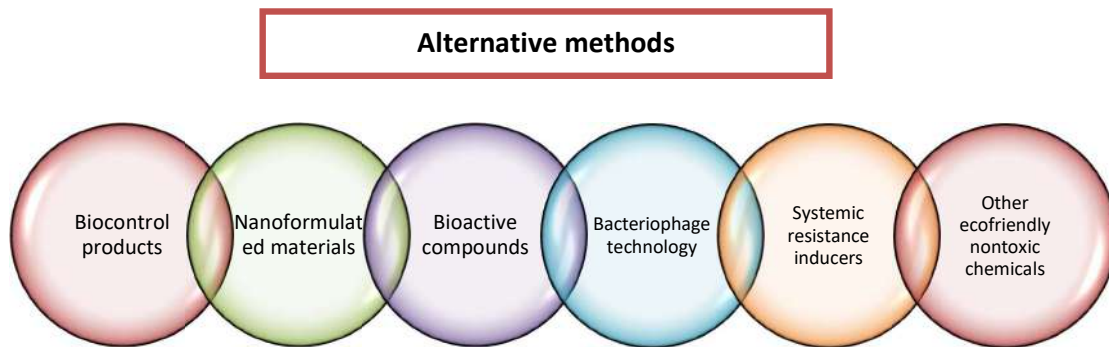 Alternative methods
Biocontrol
products
Nanoformulat
ed materials
Bioactive
compounds
Bacteriophage
technology
Systemic
resistance
inducers
Other
ecofriendly
nontoxic
chemicals